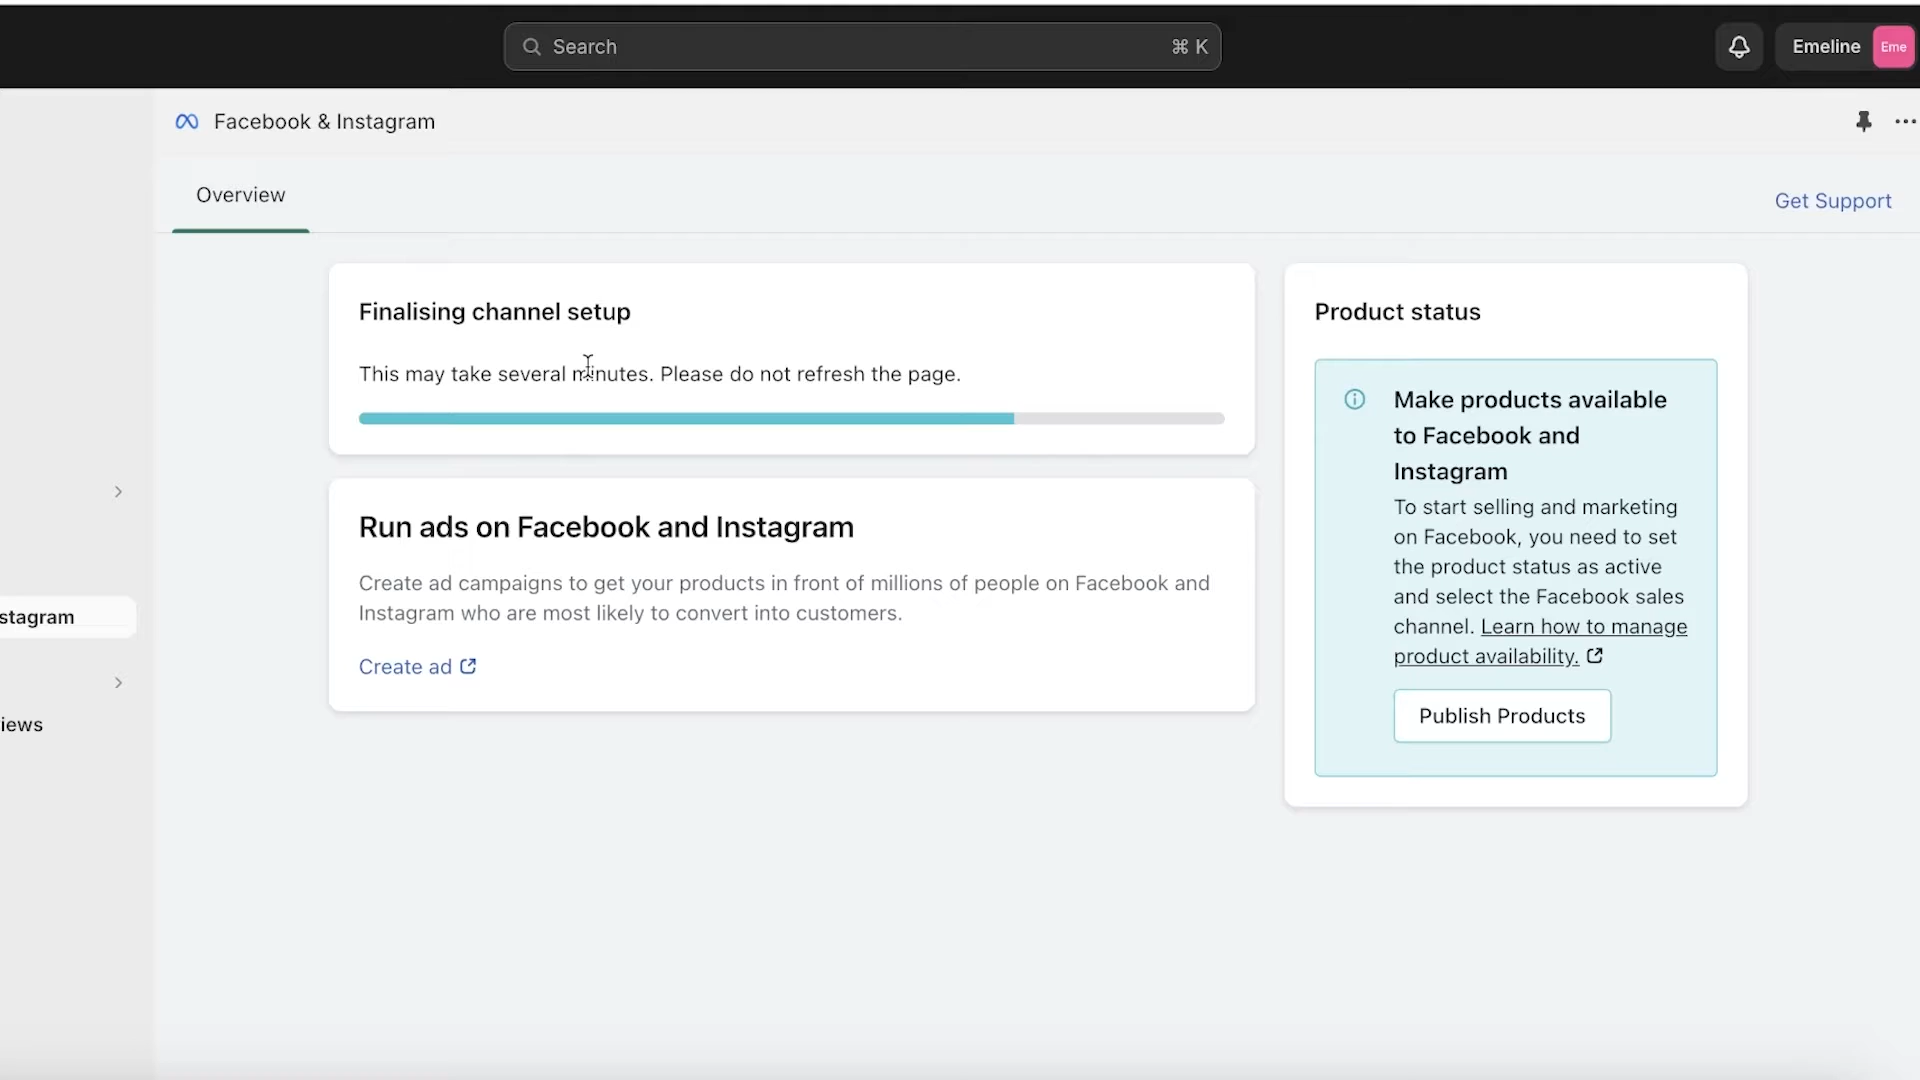 Search
⌘ K
Emeline
Eme
Facebook & Instagram
Overview
Get Support
Finalising channel setup
This may take several minutes. Please do not refresh the page.
Run ads on Facebook and Instagram
Create ad campaigns to get your products in front of millions of people on Facebook and
Instagram who are most likely to convert into customers.
Create ad
Product status
Make products available
to Facebook and
Instagram
To start selling and marketing
on Facebook, you need to set
the product status as active
and select the Facebook sales
channel. Learn how to manage
product availability.
Publish Products
stagram
iews